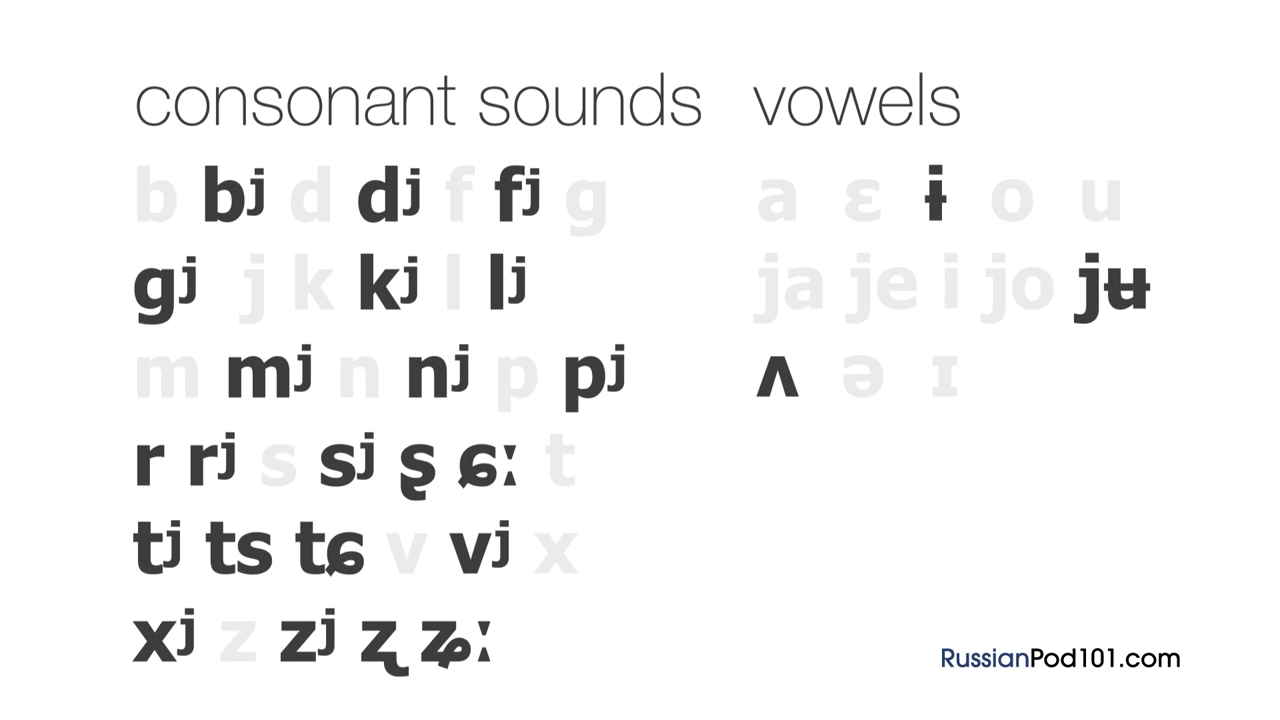 consonant sounds vowels
b bʲ d dʲ f fʲ g a ɛ ɨ o u
gʲ j k kʲ l lʲ ja je i jo jʉ
m mʲ n nʲ p pʲ ʌ ə ɪ
r rʲ s sʲ ʂ ɕː t
tʲ ts tɕ v vʲ x
xʲ z zʲ ʐ ʑː
RussianPod101.com